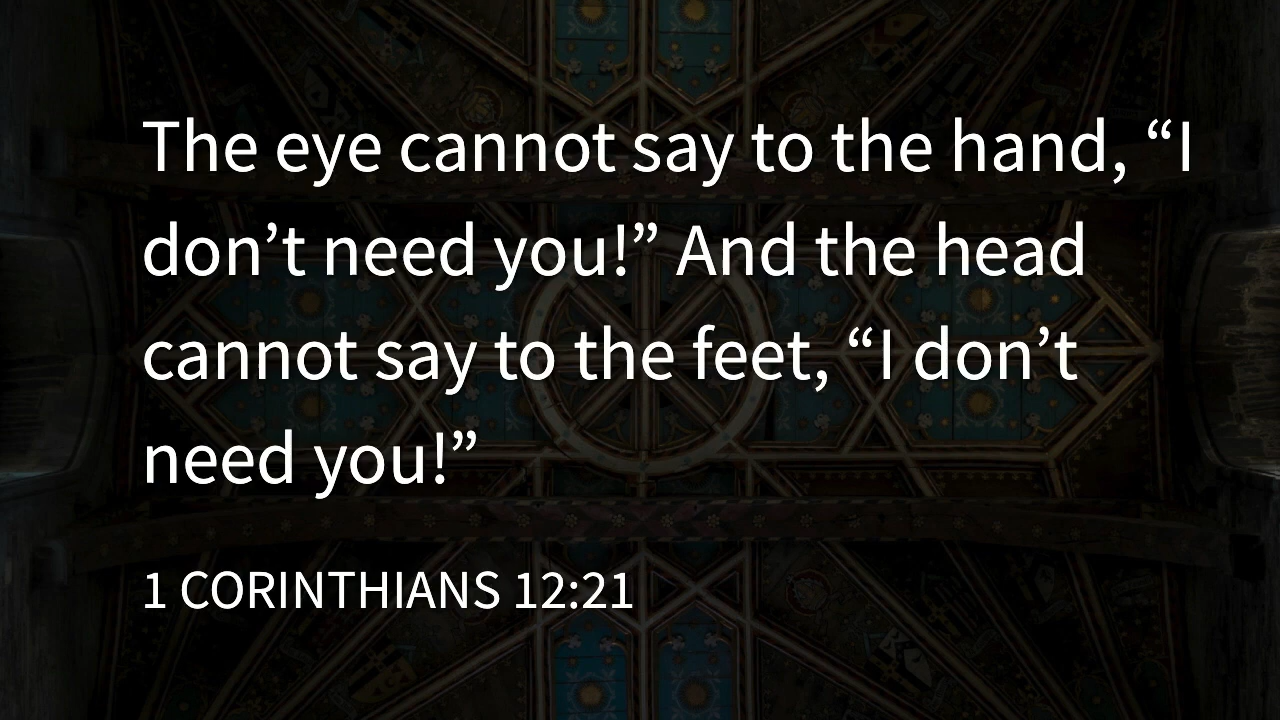 The eye cannot say to the hand, “I
don’t need you!” And the head
cannot say to the feet, “I don’t
need you!”
1 CORINTHIANS 12:21